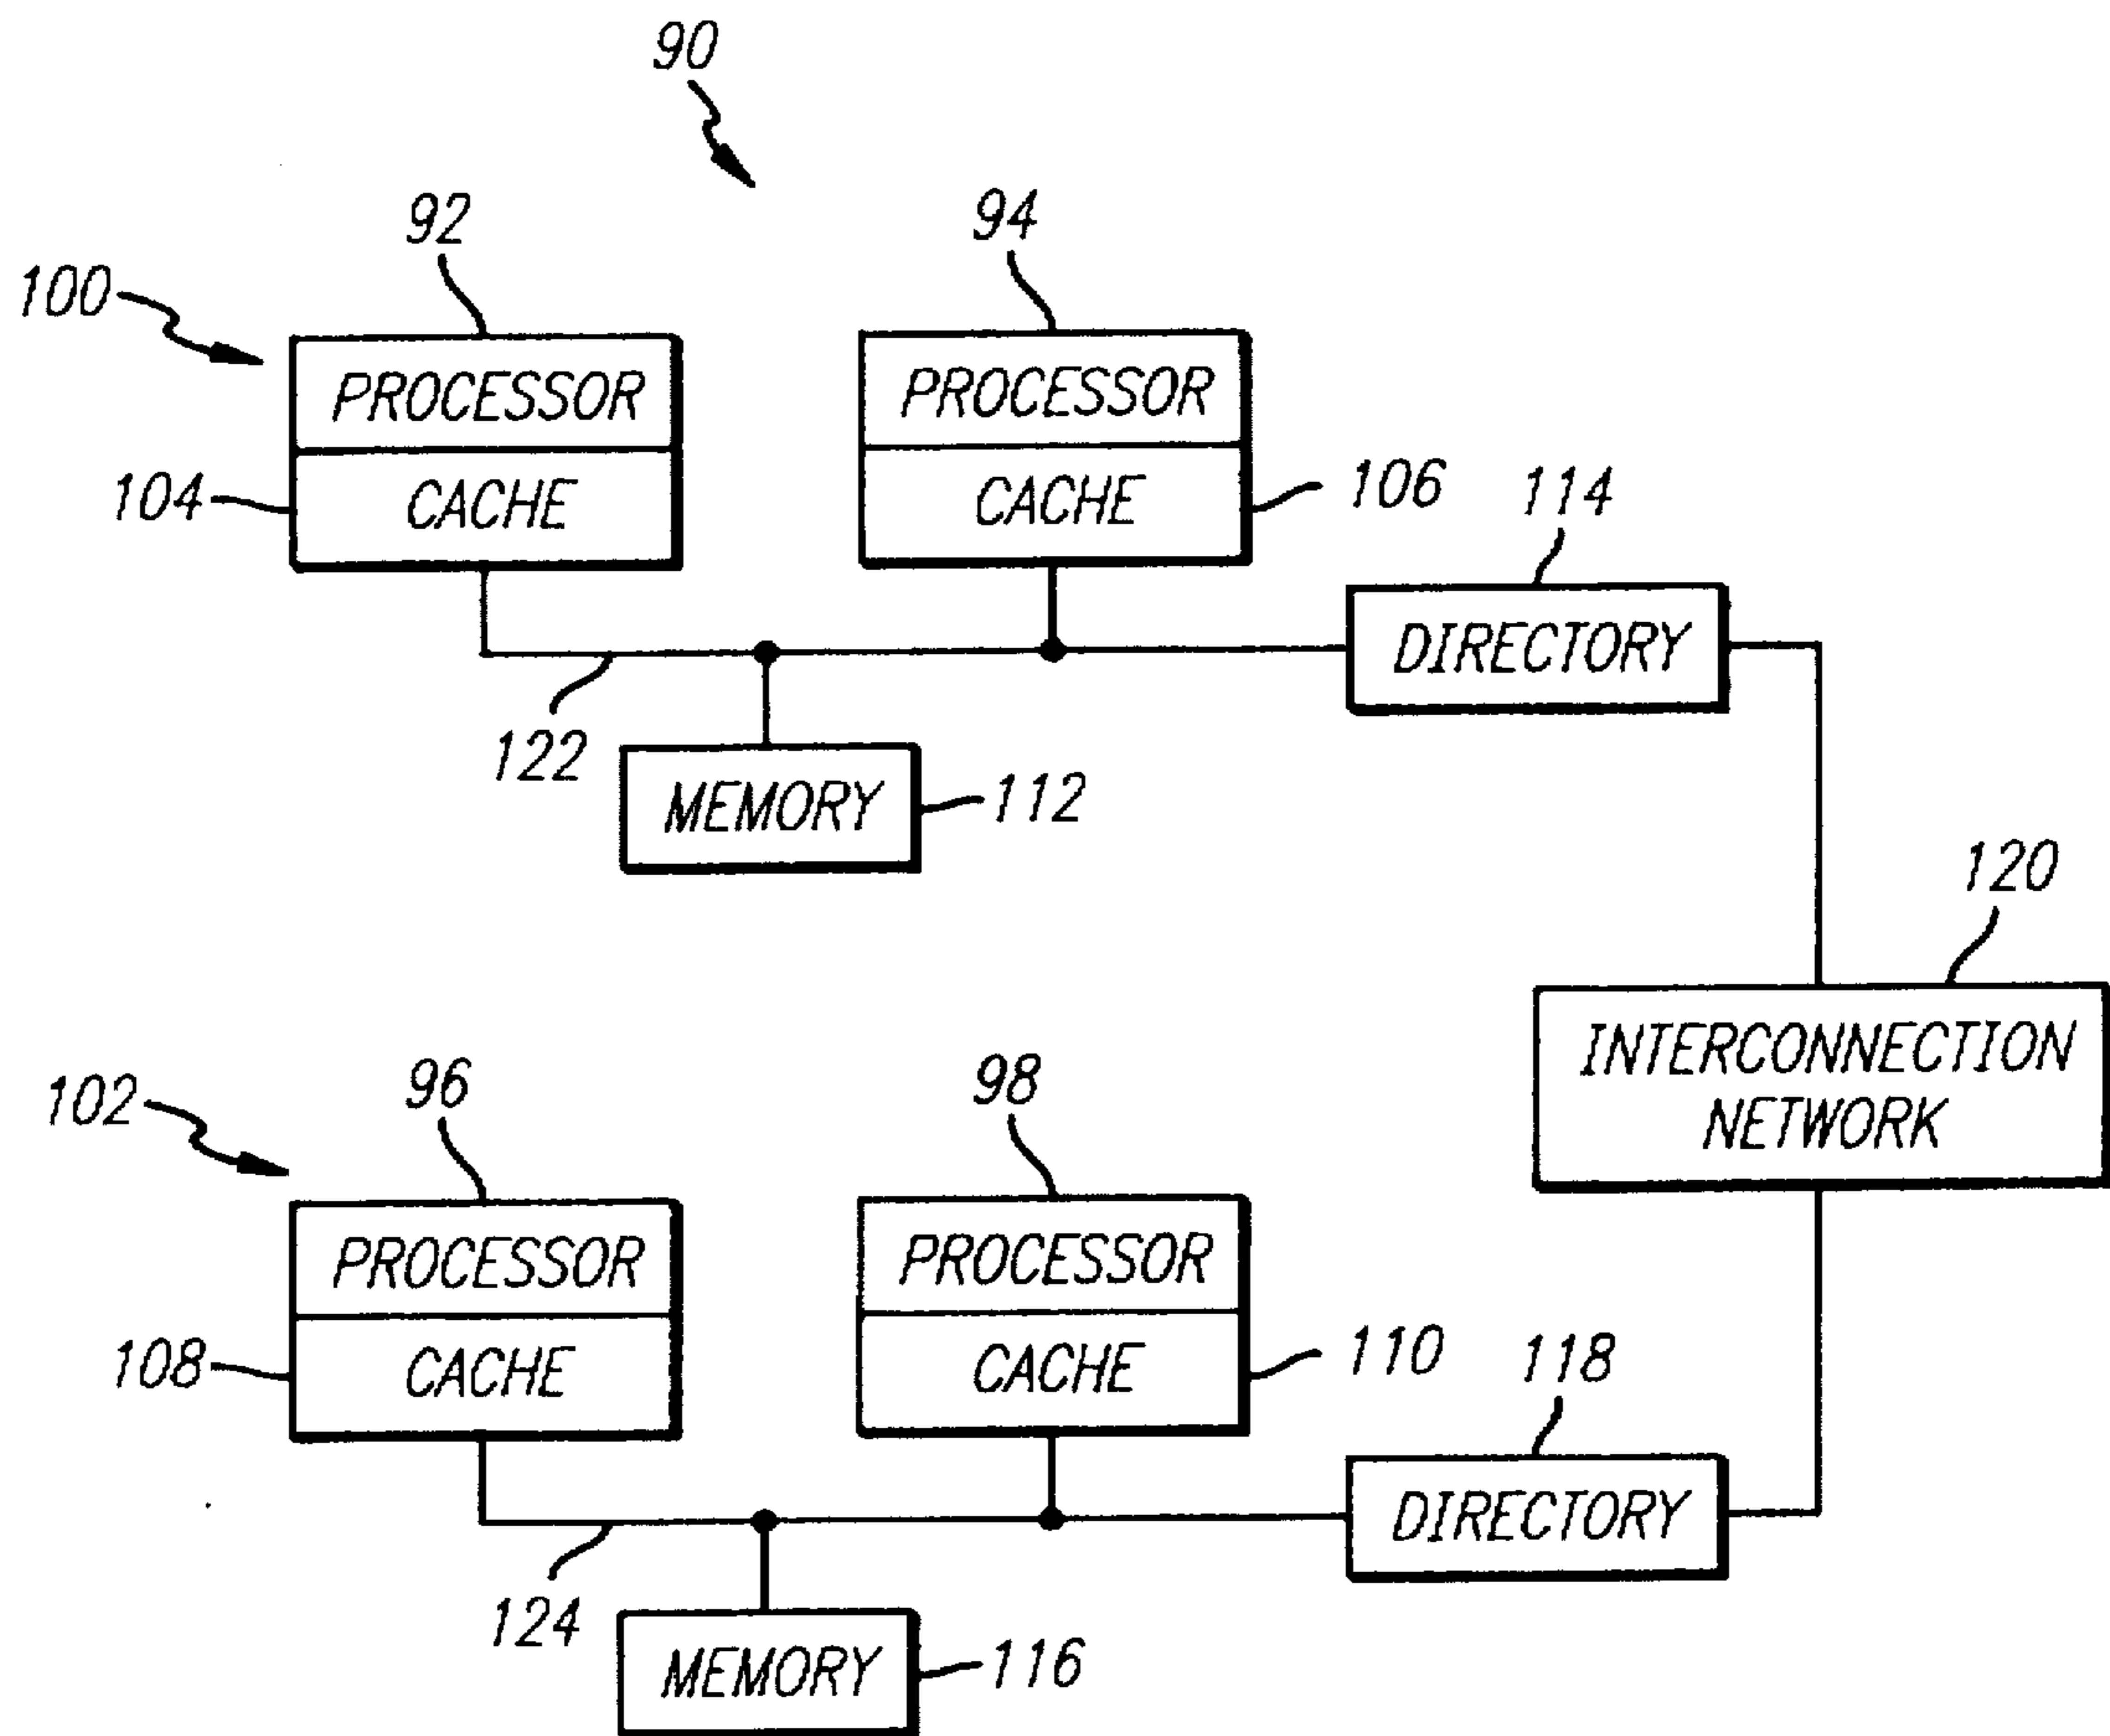 90
92
94
100
PROCESSOR
PROCESSOR
104
CACHE
CACHE
106
114
DIRECTORY
122
MEMORY
112
120
INTERCONNECTION
NETWORK
102
96
98
PROCESSOR
PROCESSOR
108
CACHE
CACHE
110
118
DIRECTORY
124
MEMORY
116